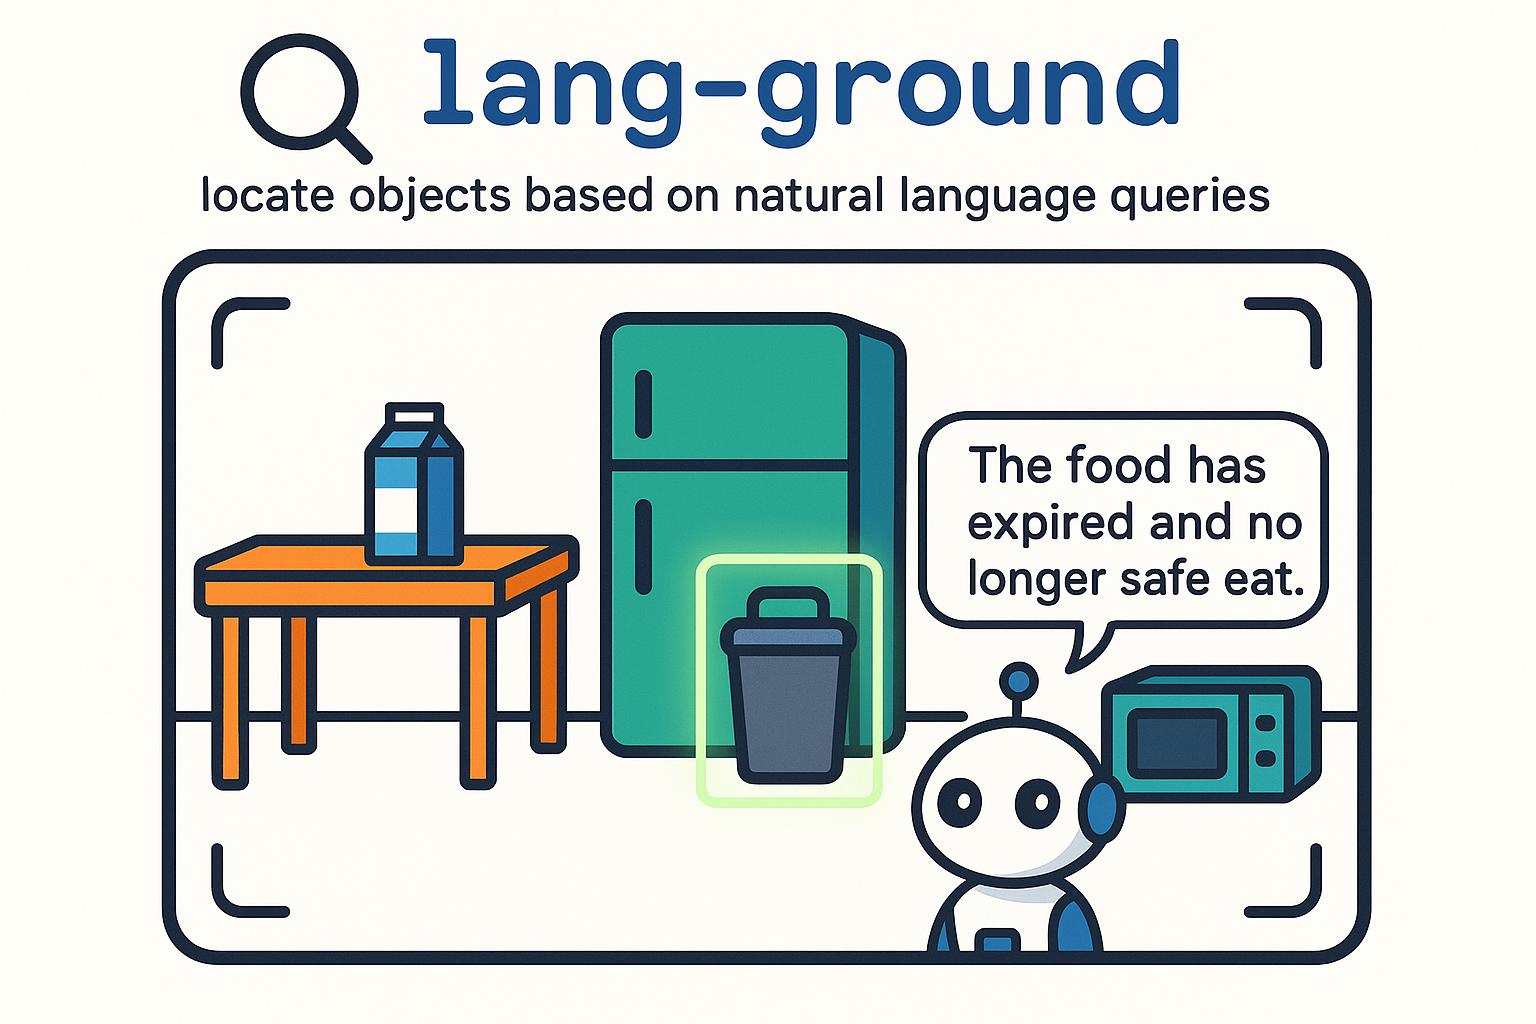 lang-ground
locate objects based on natural language queries
The food has
expired and no
longer safe eat.